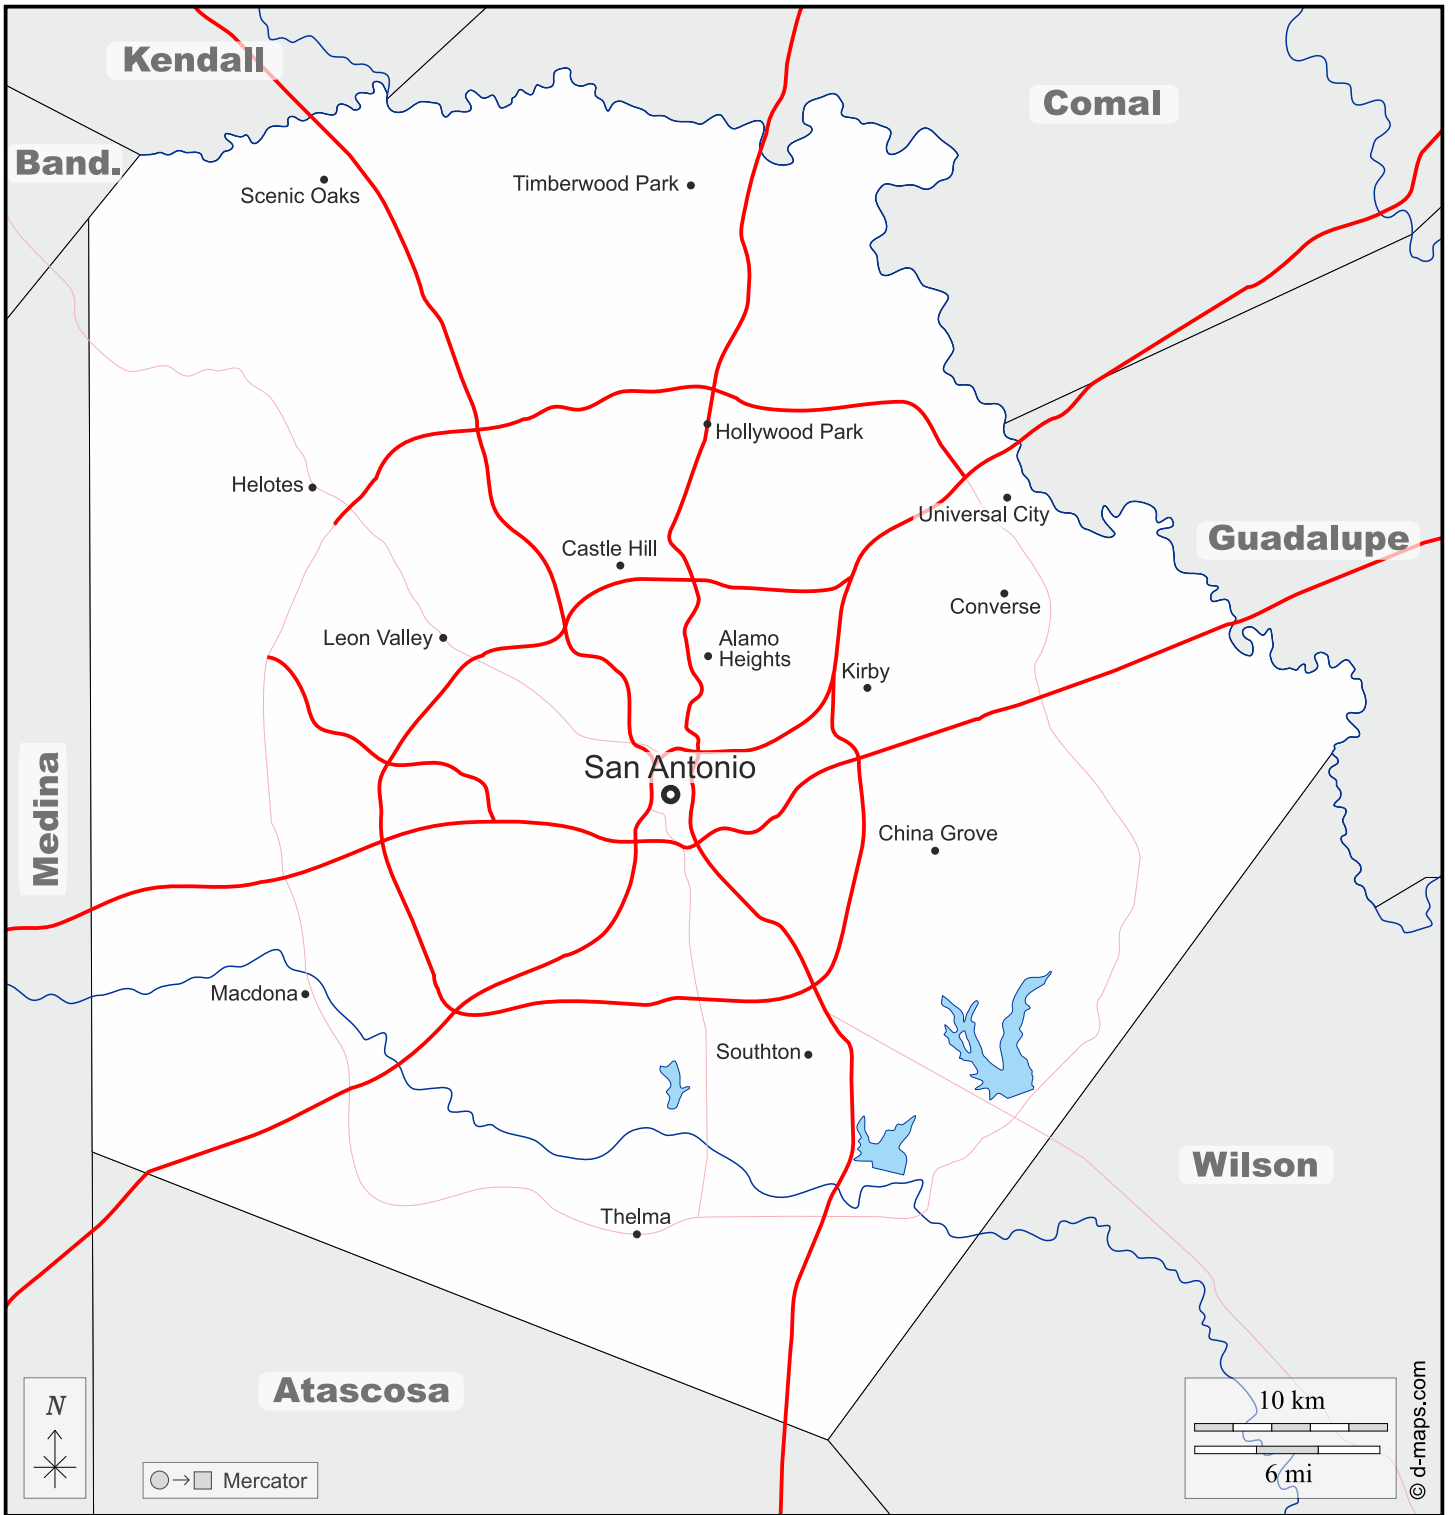 Kendall
Comal
Band.
Scenic Oaks
Timberwood Park
Hollywood Park
Helotes
Universal City
Guadalupe
Castle Hill
Converse
Leon Valley
Alamo
Heights
Kirby
San Antonio
Medina
China Grove
Macdona
Southton
Wilson
Thelma
Atascosa
N
Mercator
10 km
6 mi
© d-maps.com